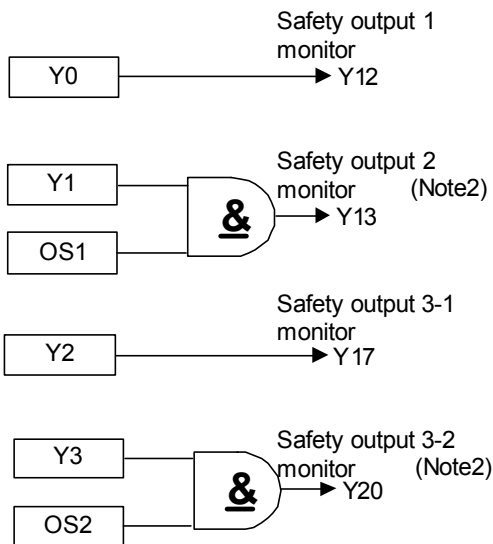 Safety output 1
monitor
Y0
Y12
Safety output 2
Y1
monitor (Note2)
&
Y13
OS1
Safety output 3-1
monitor
Y2
Y17
Safety output 3-2
Y3
monitor (Note2)
&
Y20
OS2